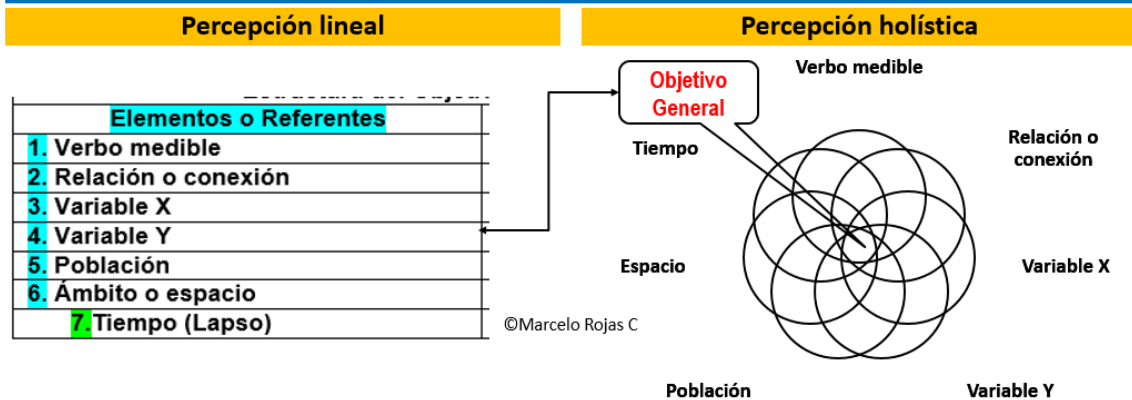 Percepción lineal
Elementos o Referentes
1. Verbo medible
2. Relación o conexión
3. Variable X
4. Variable Y
5. Población
6. Ámbito o espacio
7.Tiempo (Lapso)
©Marcelo Rojas C
Percepción holística
Objetivo
General
Verbo medible
Tiempo
Relación o
conexión
Espacio
Variable X
Población
Variable Y